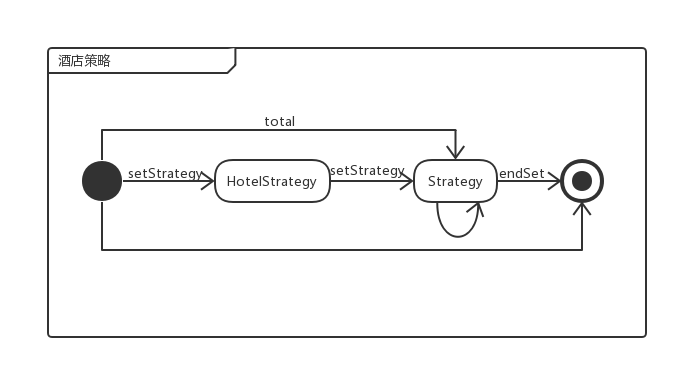 酒店策略
total
setStrategy
HotelStrategy
setStrategy
Strategy
endSet